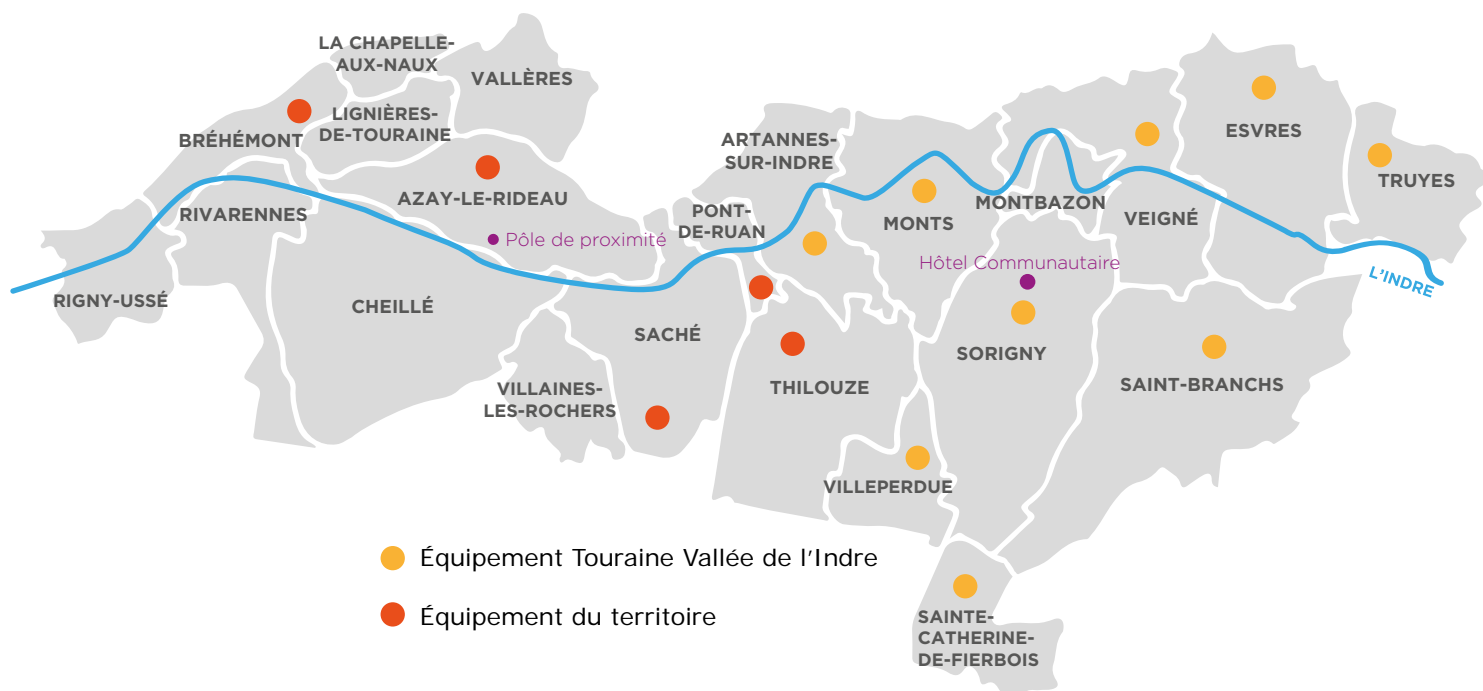 LA CHAPELLE-
AUX-NAUX
VALLÈRES
LIGNIÈRES-
DE-TOURAINE
BRÉHÉMONT
ARTANNES-
SUR-INDRE
ESVRES
TRUYES
AZAY-LE-RIDEAU
RIVARENNES
PONT-
DE-RUAN
MONTS
MONTBAZON
VEIGNÉ
Pôle de proximité
Hôtel Communautaire
L'INDRE
RIGNY-USSÉ
CHEILLÉ
SACHÉ
SORIGNY
THILOUZE
SAINT-BRANCHS
VILLAINES-
LES-ROCHERS
VILLEPERDUE
Équipement Touraine Vallée de l'Indre
Équipement du territoire
SAINTE-
CATHERINE-
DE-FIERBOIS